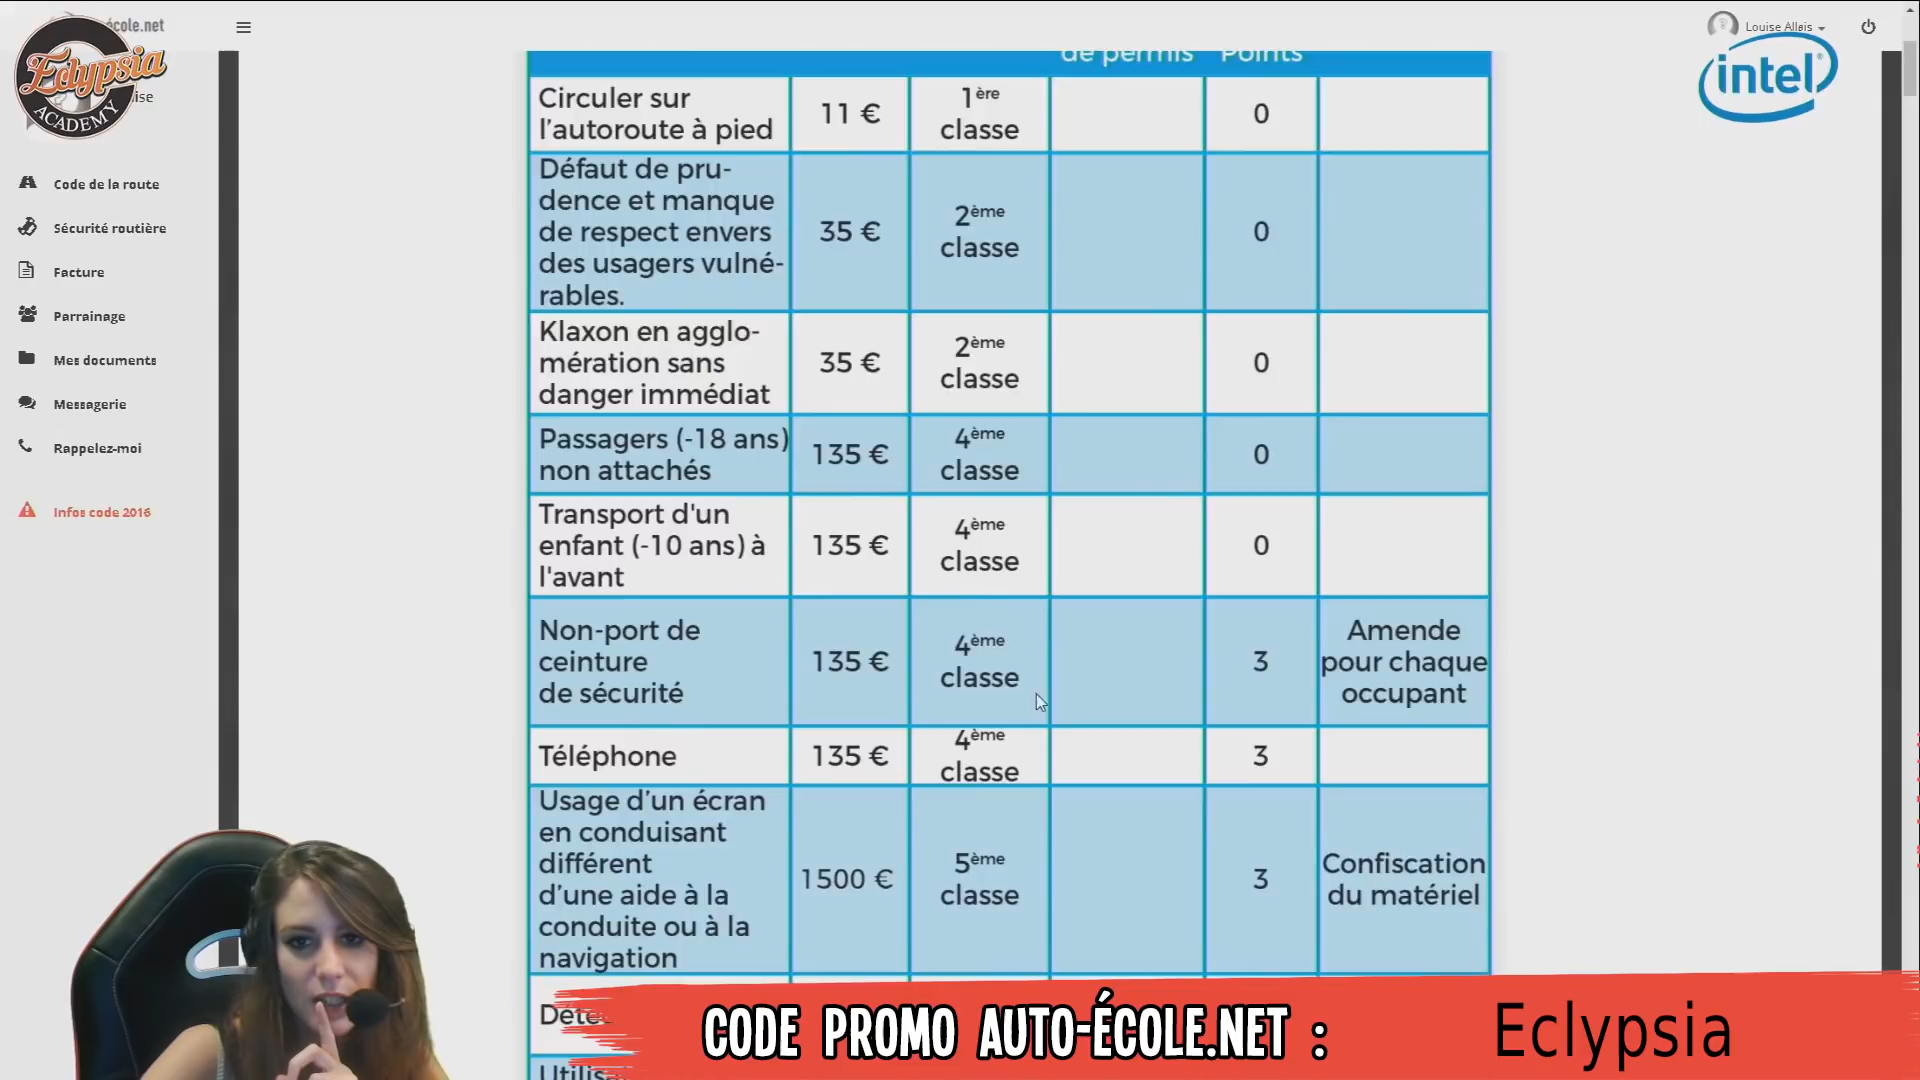 école.net
Louise Allais
Eclypsia
ACADEMY
intel
Code de la route
Sécurité routière
Facture
Parrainage
Mes documents
Messagerie
Rappelez-moi
Infos code 2016
de permis
Points
Circuler sur
l’autoroute à pied
11 €
1ère
classe
0
Défaut de pru-
dence et manque
de respect envers
des usagers vulné-
rables.
35 €
2ème
classe
0
Klaxon en agglo-
mération sans
danger immédiat
35 €
2ème
classe
0
Passagers (-18 ans)
non attachés
135 €
4ème
classe
0
Transport d'un
enfant (-10 ans) à
l'avant
135 €
4ème
classe
0
Non-port de
ceinture
de sécurité
135 €
4ème
classe
3
Amende
pour chaque
occupant
Téléphone
135 €
4ème
classe
3
Usage d’un écran
en conduisant
différent
d’une aide à la
conduite ou à la
navigation
1500 €
5ème
classe
3
Confiscation
du matériel
CODE PROMO AUTO-ÉCOLE.NET :
Eclypsia